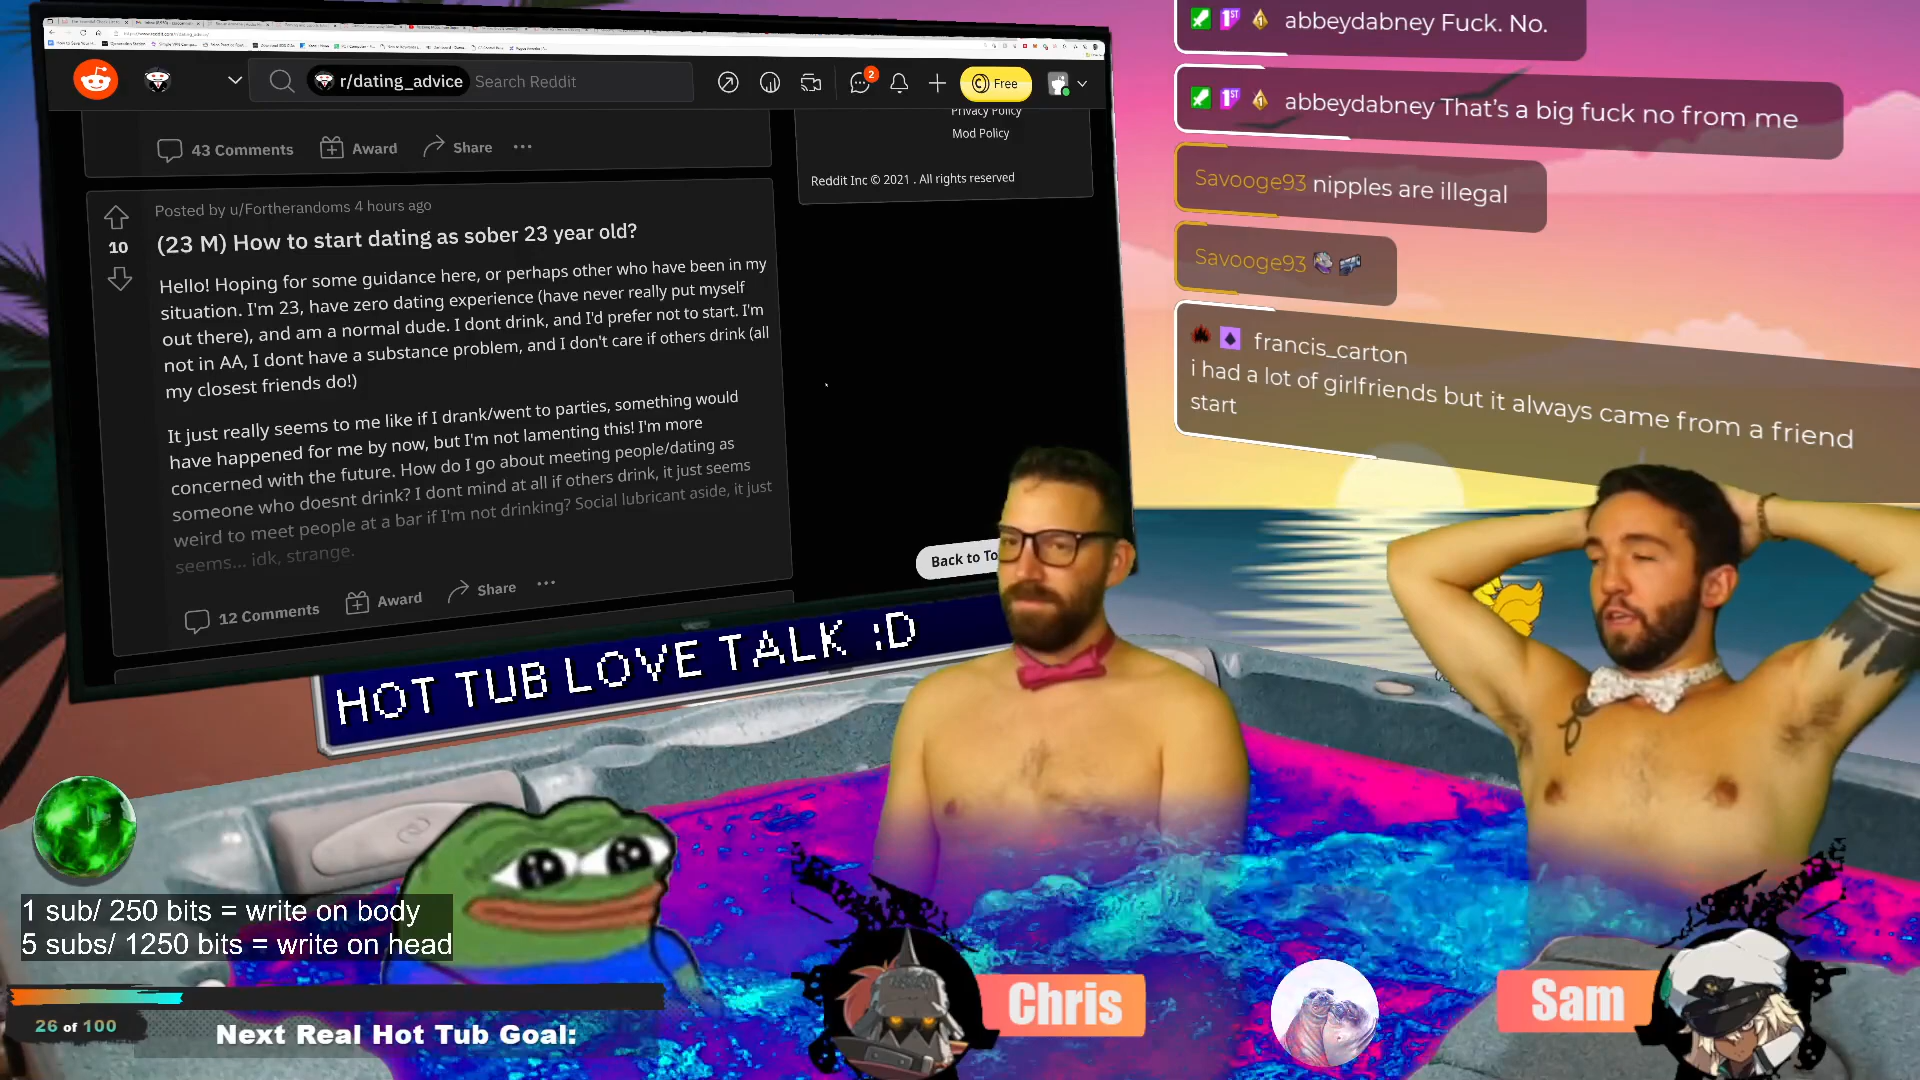 r/dating_advice Search Reddit
2
Free
43 Comments Award Share
Privacy Policy
Mod Policy
Reddit Inc © 2021 . All rights reserved
Posted by u/Fortherandoms 4 hours ago
10
(23 M) How to start dating as sober 23 year old?
Hello! Hoping for some guidance here, or perhaps other who have been in my
situation. I'm 23, have zero dating experience (have never really put myself
out there), and am a normal dude. I dont drink, and I'd prefer not to start. I'm
not in AA, I dont have a substance problem, and I don't care if others drink (all
my closest friends do!)
It just really seems to me like if I drank/went to parties, something would
have happened for me by now, but I'm not lamenting this! I'm more
concerned with the future. How do I go about meeting people/dating as
someone who doesnt drink? I dont mind at all if others drink, it just seems
weird to meet people at a bar if I'm not drinking? Social lubricant aside, it just
seems... idk, strange.
12 Comments Award Share
Back to To
HOT TUB LOVE TALK :D
abbeydabney Fuck. No.
abbeydabney That's a big fuck no from me
Savooge93 nipples are illegal
Savooge93
francis_carton
i had a lot of girlfriends but it always came from a friend
start
1 sub/ 250 bits = write on body
5 subs/ 1250 bits = write on head
26 of 100
Next Real Hot Tub Goal:
Chris
Sam